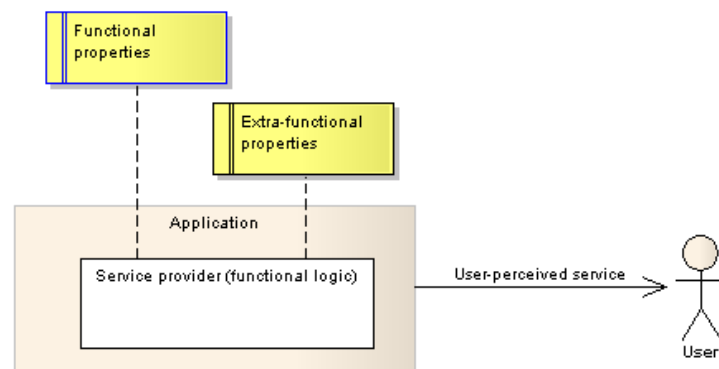 Functional
properties
Extra-functional
properties
Application
Service provider (functional logic)
User-perceived service
User